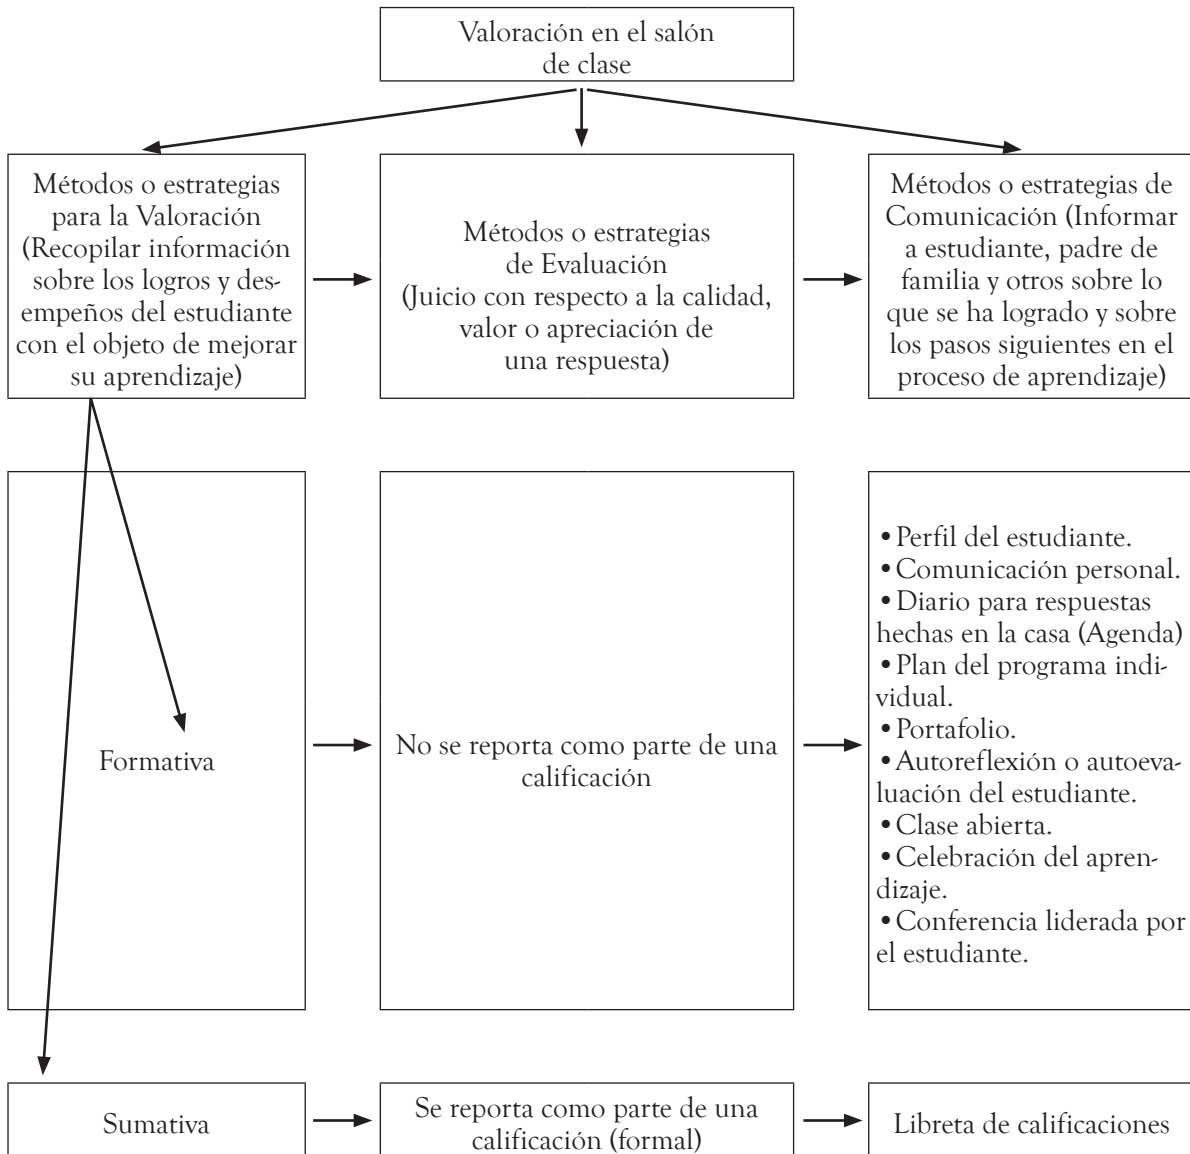 Valoración en el salón
de clase
Métodos o estrategias
para la Valoración
(Recopilar información
sobre los logros y des-
empeños del estudiante
con el objeto de mejorar
su aprendizaje)
Métodos o estrategias
de Evaluación
(Juicio con respecto a la calidad,
valor o apreciación de
una respuesta)
Métodos o estrategias de
Comunicación (Informar
a estudiante, padre de
familia y otros sobre lo
que se ha logrado y sobre
los pasos siguientes en el
proceso de aprendizaje)
Formativa
No se reporta como parte de una
calificación
• Perfil del estudiante.
• Comunicación personal.
• Diario para respuestas
hechas en la casa (Agenda)
• Plan del programa indi-
vidual.
• Portafolio.
• Autoreflexión o autoeva-
luación del estudiante.
• Clase abierta.
• Celebración del apren-
dizaje.
• Conferencia liderada por
el estudiante.
Sumativa
Se reporta como parte de una
calificación (formal)
Libreta de calificaciones